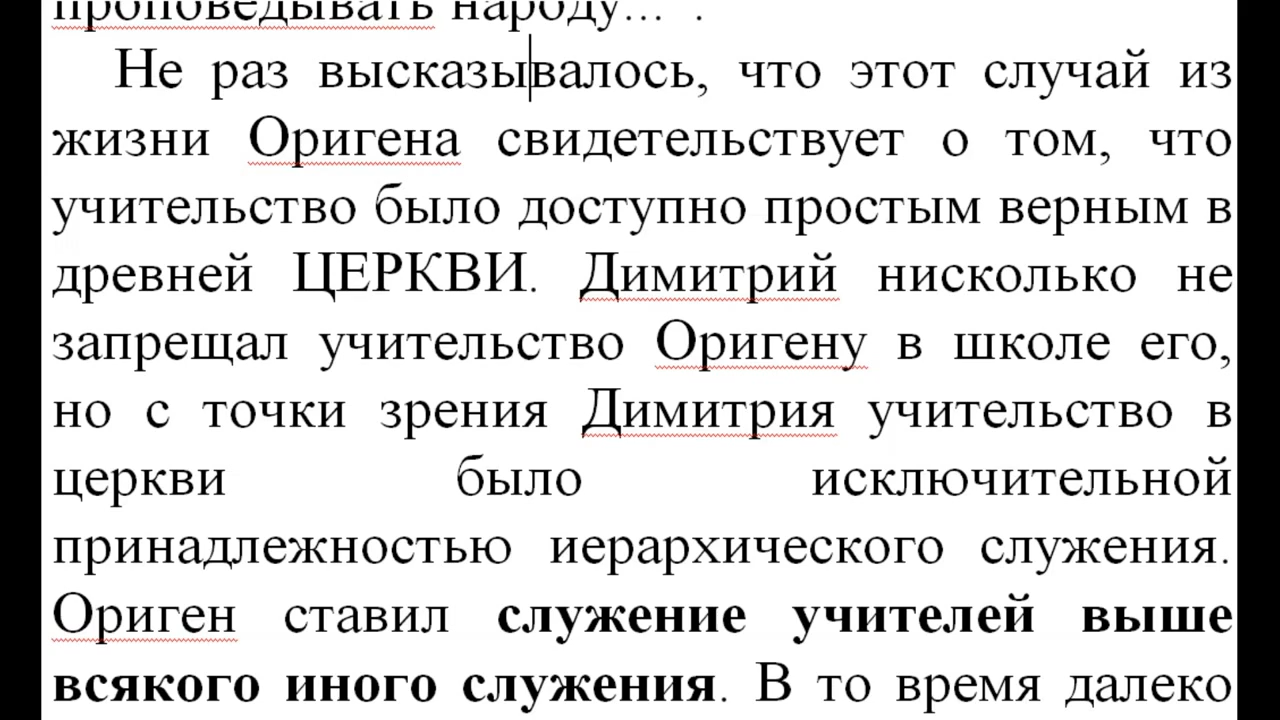 проповедывать народу... .
Не раз высказывалось, что этот случай из
жизни Оригена свидетельствует о том, что
учительство было доступно простым верным в
древней ЦЕРКВИ. Димитрий нисколько не
запрещал учительство Оригену в школе его,
но с точки зрения Димитрия учительство в
церкви было исключительной
принадлежностью иерархического служения.
Ориген ставил служение учителей выше
всякого иного служения. В то время далеко